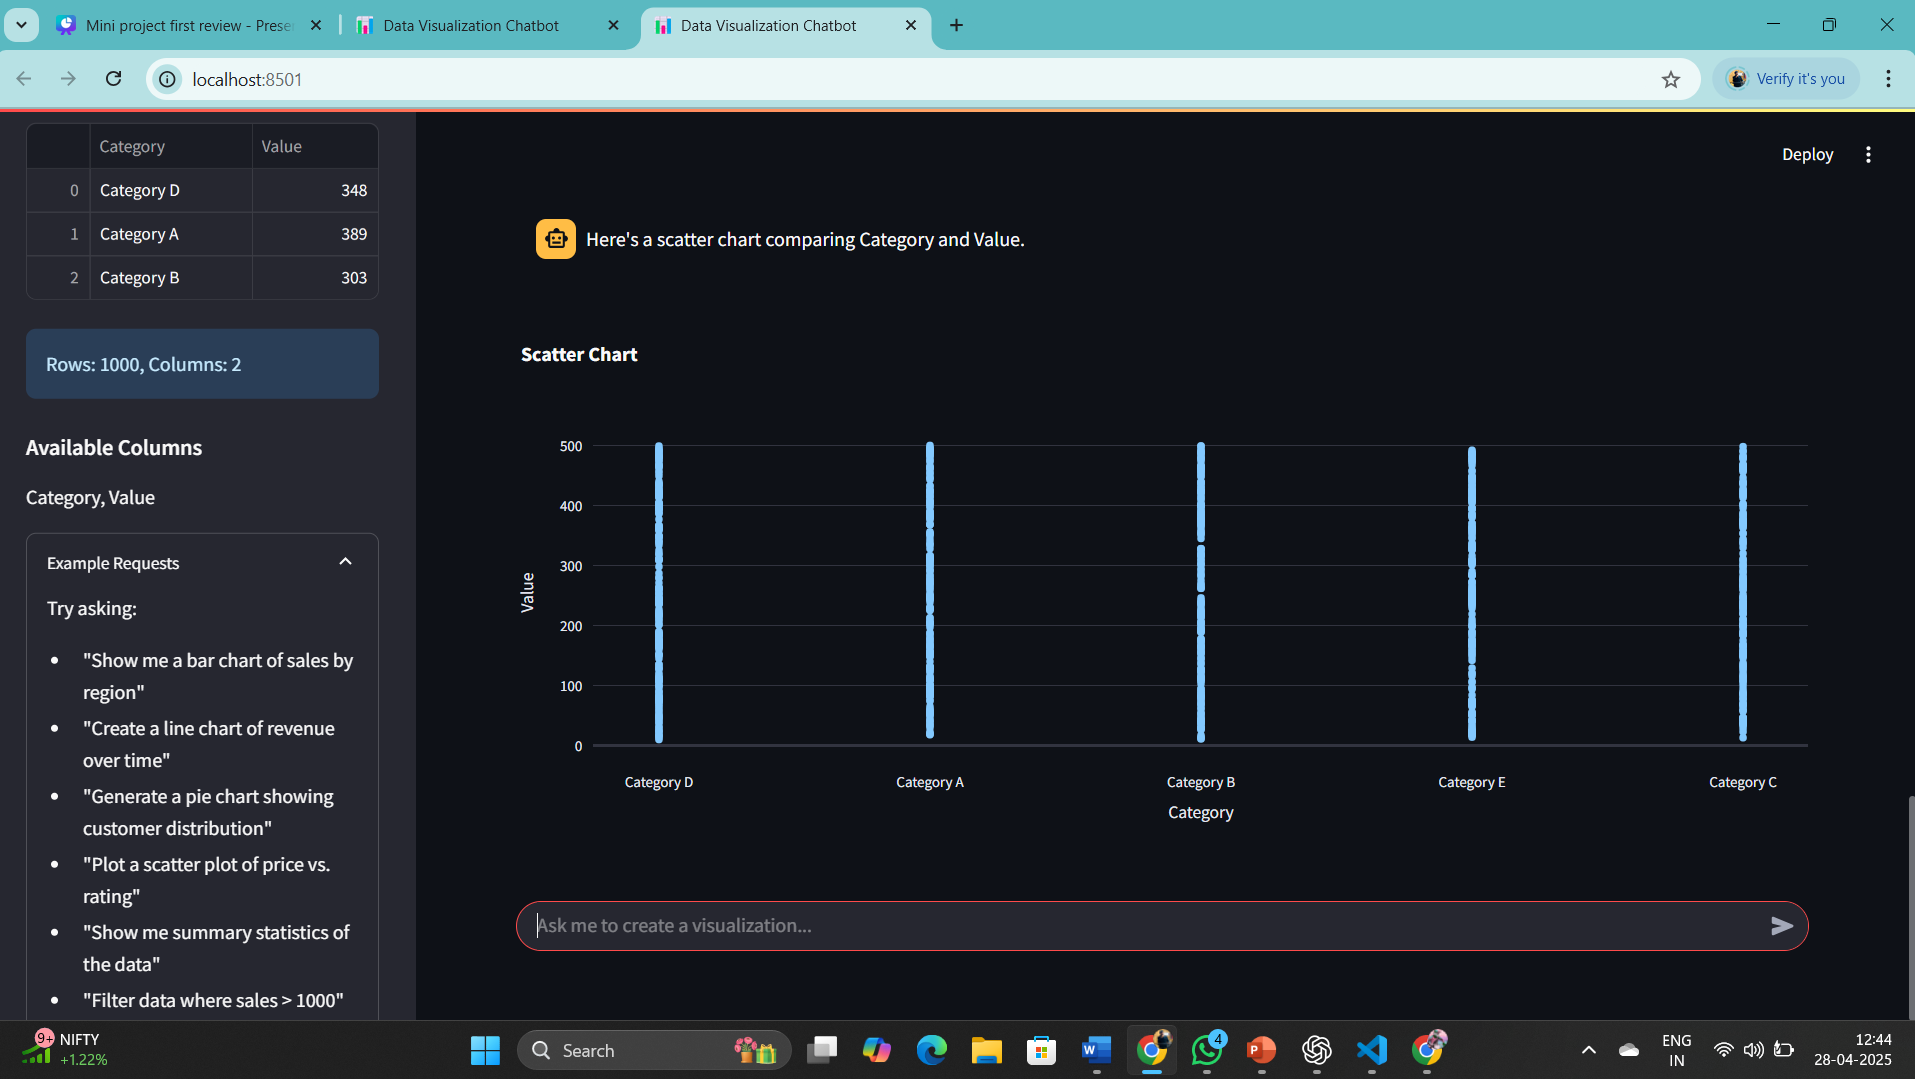 Mini project first review - Prese
Data Visualization Chatbot
Data Visualization Chatbot
localhost:8501
Verify it's you
Category Value
0 Category D 348
1 Category A 389
2 Category B 303
Rows: 1000, Columns: 2
Available Columns
Category, Value
Example Requests
Try asking:
"Show me a bar chart of sales by
region"
"Create a line chart of revenue
over time"
"Generate a pie chart showing
customer distribution"
"Plot a scatter plot of price vs.
rating"
"Show me summary statistics of
the data"
"Filter data where sales > 1000"
Deploy
Here's a scatter chart comparing Category and Value.
Scatter Chart
500
400
300
200
100
0
Value
Category D Category A Category B Category E Category C
Category
Ask me to create a visualization...
9+
NIFTY
+1.22%
Search
W
4
P
ENG
IN
12:44
28-04-2025